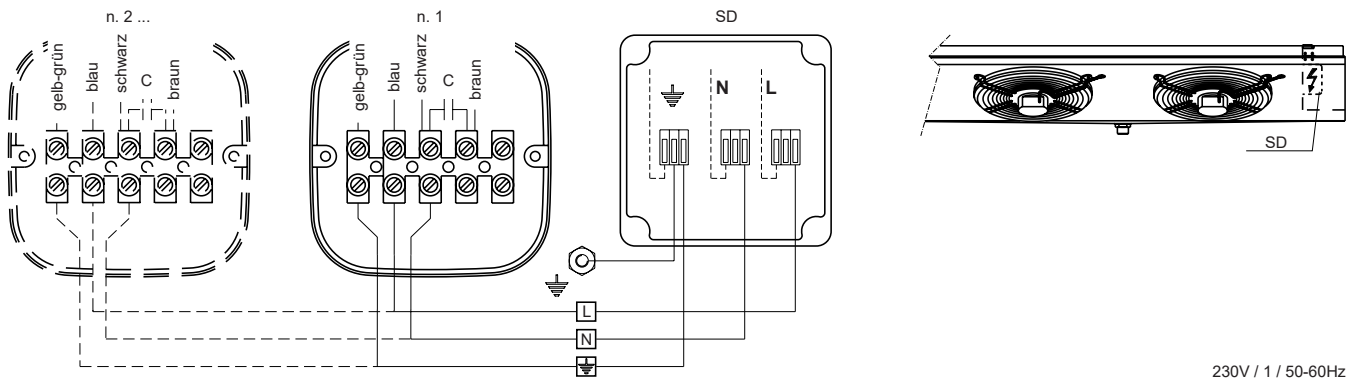 n. 2 ...
gelb-grün
blau
schwarz
C
braun
n. 1
gelb-grün
blau
schwarz
C
braun
SD
N
L
L
N
SD
230V / 1 / 50-60Hz